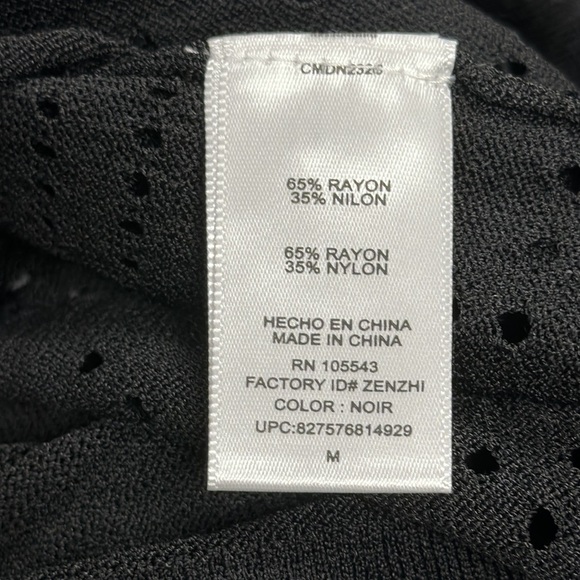 CMDN2326
65% RAYON
35% NILON
65% RAYON
35% NYLON
HECHO EN CHINA
MADE IN CHINA
RN 105543
FACTORY ID# ZENZHI
COLOR : NOIR
UPC:827576814929
M